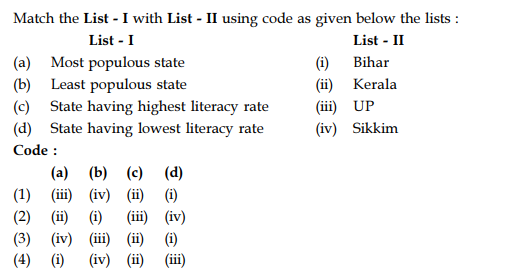 Match the List - I with List - II using code as given below the lists :
List - I List - II
(a) Most populous state (i) Bihar
(b) Least populous state (ii) Kerala
(c) State having highest literacy rate (iii) UP
(d) State having lowest literacy rate (iv) Sikkim
Code :
(a) (b) (c) (d)
(1) (iii) (iv) (ii) (i)
(2) (ii) (i) (iii) (iv)
(3) (iv) (iii) (ii) (i)
(4) (i) (iv) (ii) (iii)